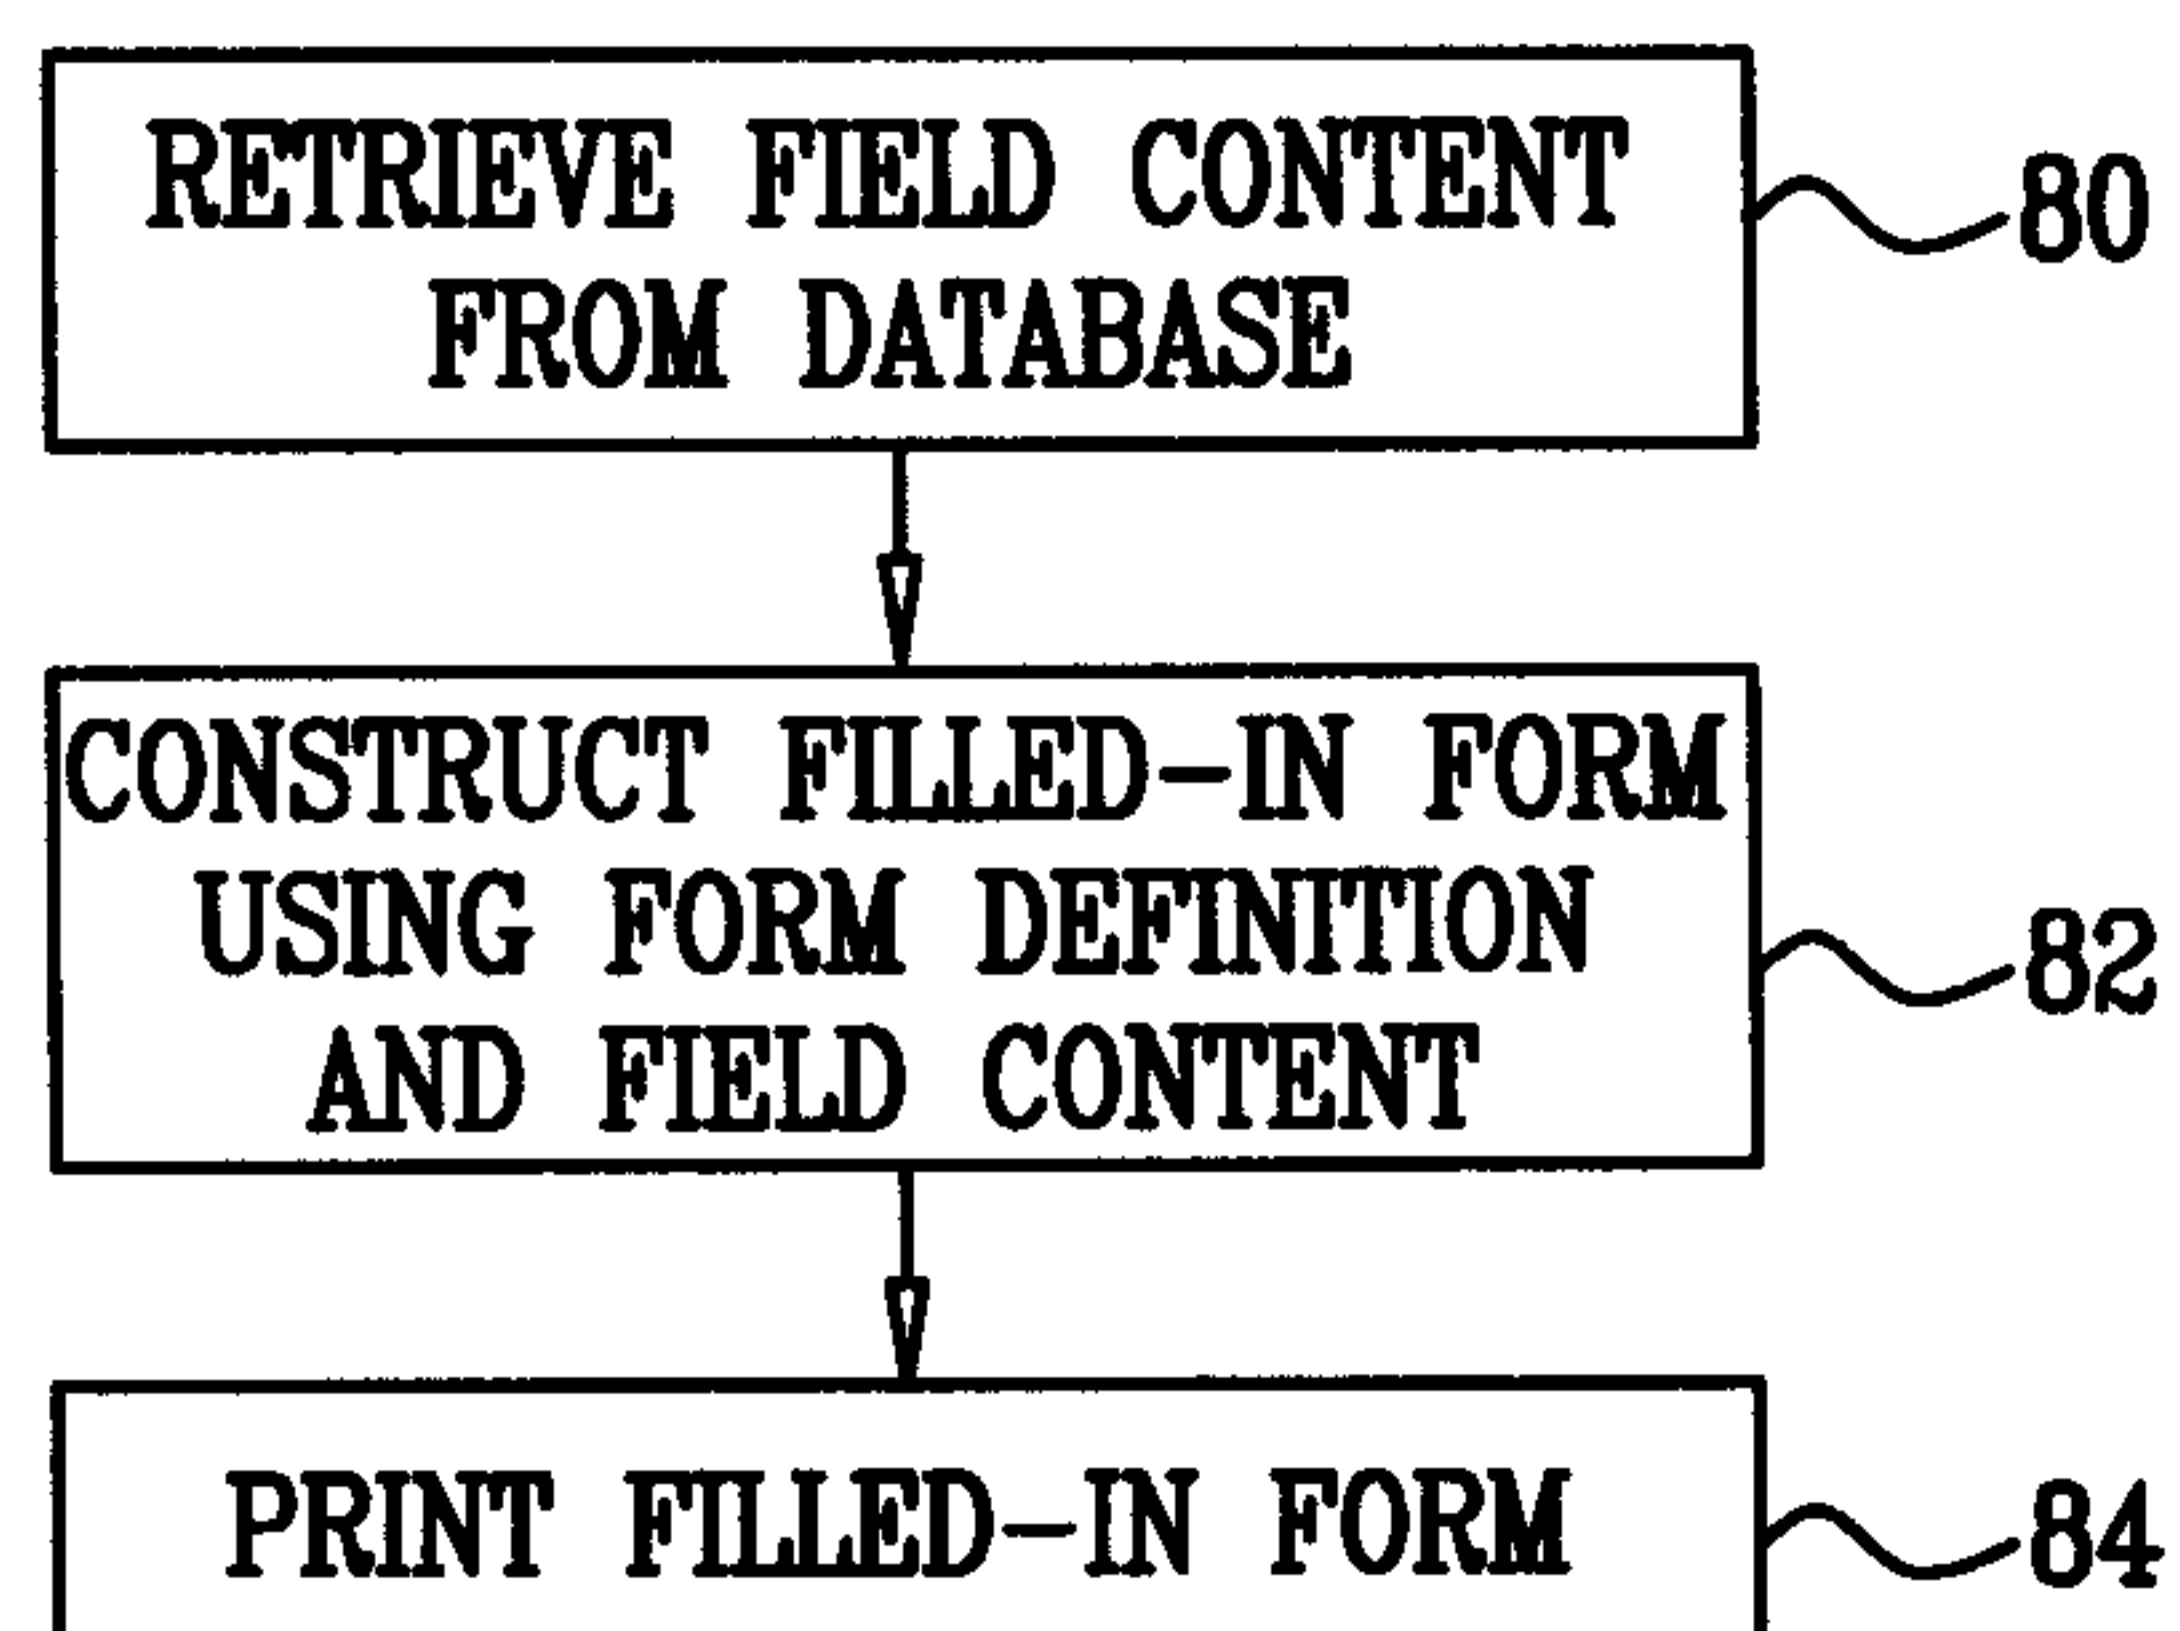 RETRIEVE FIELD CONTENT
FROM DATABASE
80
CONSTRUCT FILLED-IN FORM
USING FORM DEFINITION
AND FIELD CONTENT
82
PRINT FILLED-IN FORM
84